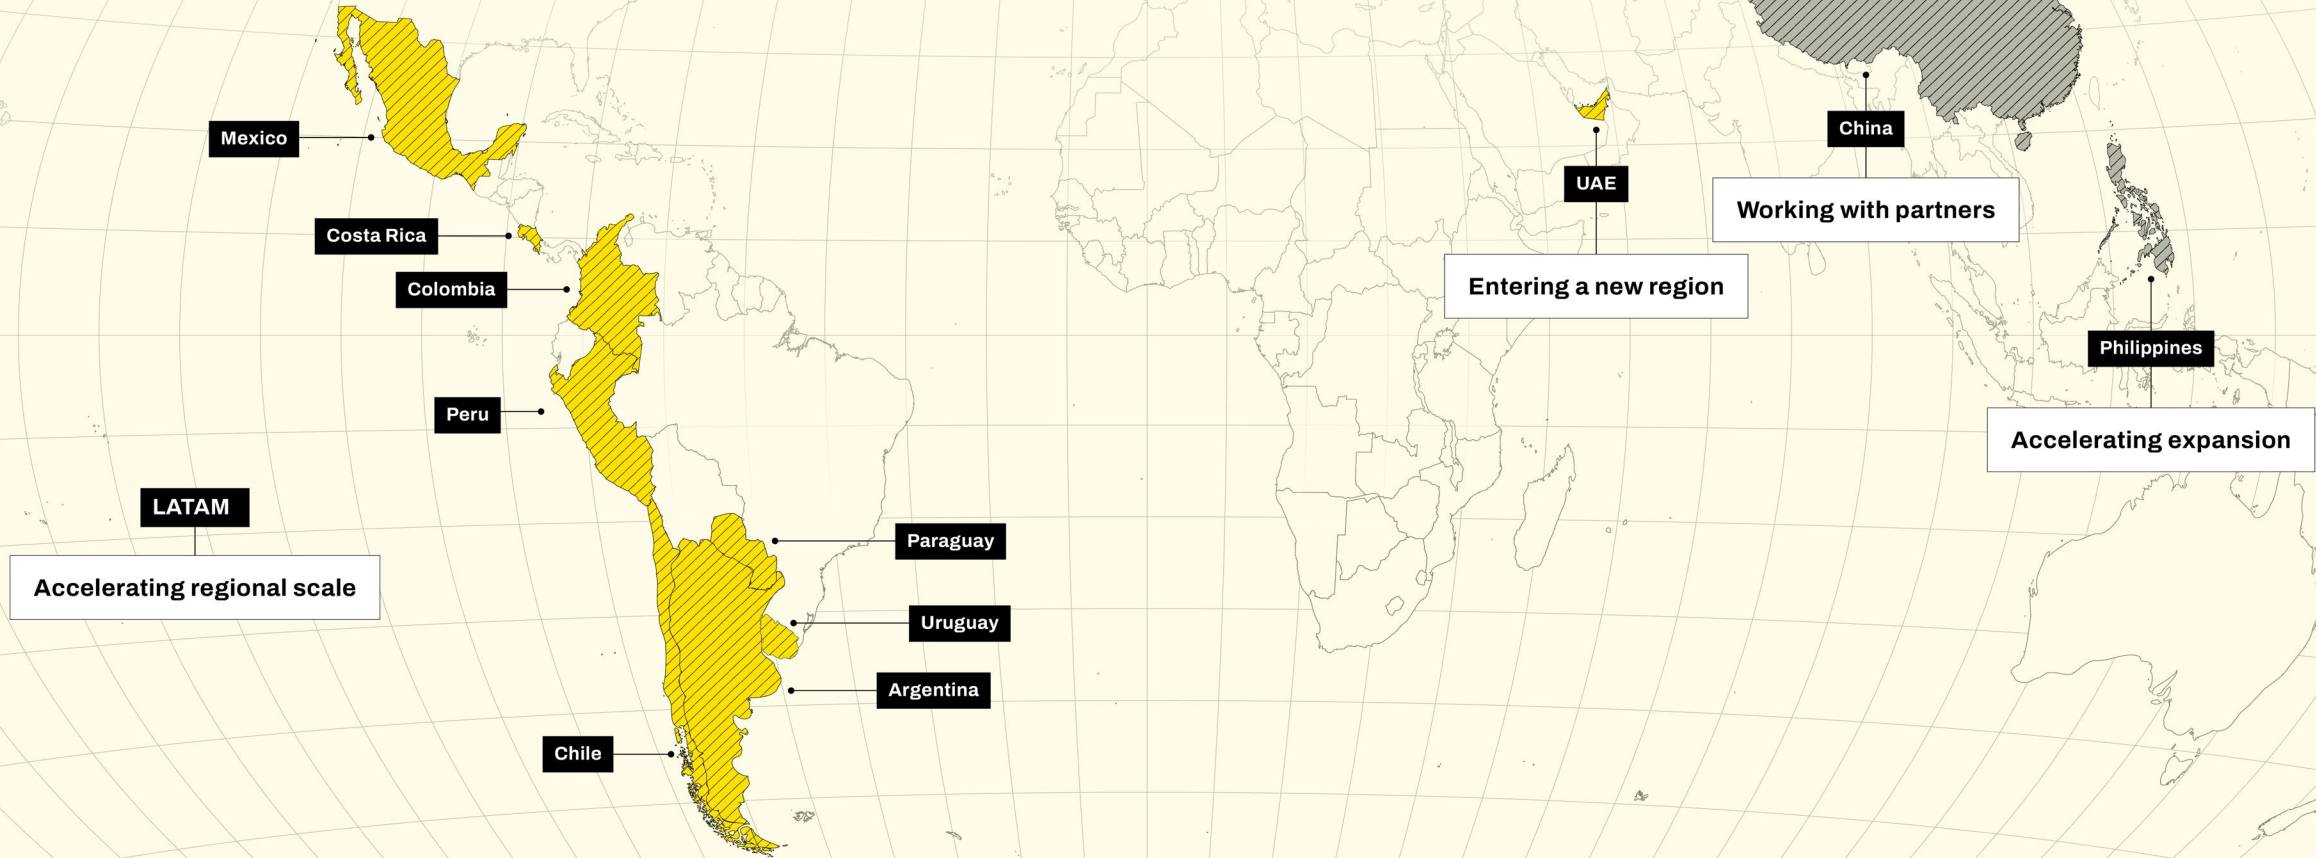 Mexico
Costa Rica
Colombia
Peru
LATAM
Accelerating regional scale
Paraguay
Uruguay
Argentina
Chile
UAE
Entering a new region
China
Working with partners
Philippines
Accelerating expansion